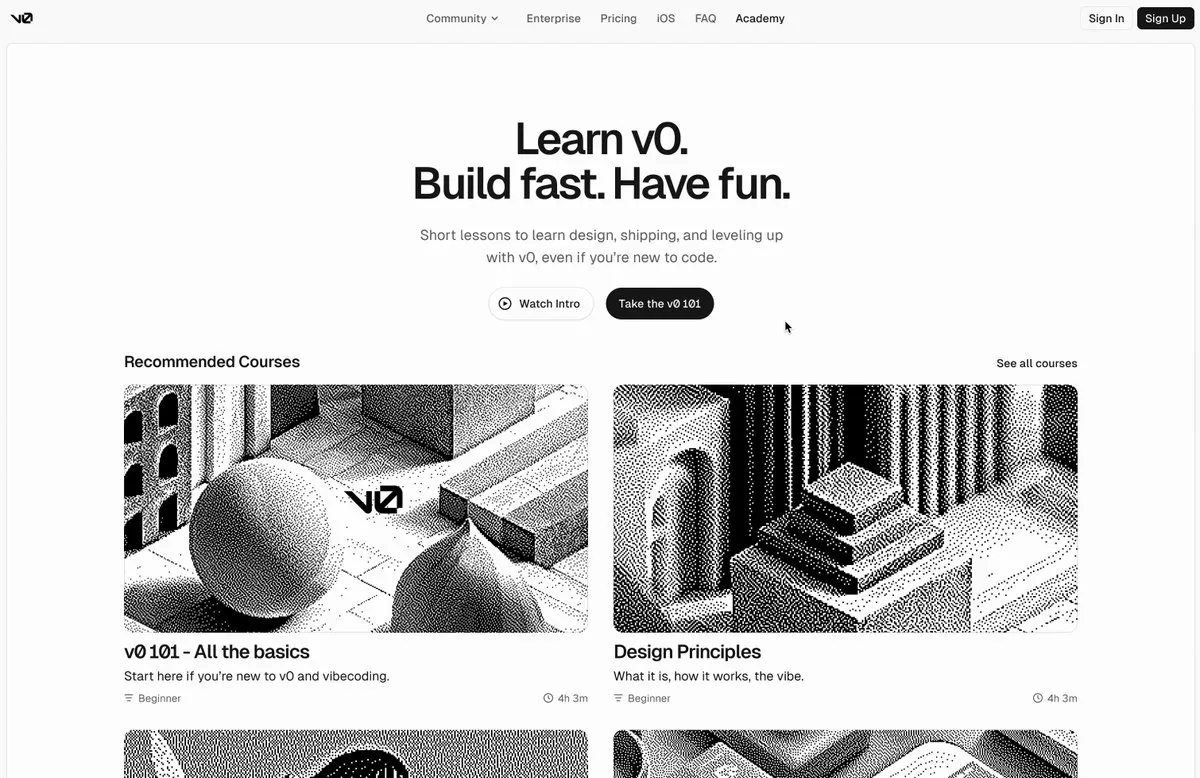 v0
Community
Enterprise
Pricing
iOS
FAQ
Academy
Sign In
Sign Up
Learn v0.
Build fast. Have fun.
Short lessons to learn design, shipping, and leveling up
with v0, even if you're new to code.
Watch Intro
Take the v0 101
Recommended Courses
See all courses
v0
v0 101 - All the basics
Start here if you're new to v0 and vibecoding.
Beginner
4h 3m
Design Principles
What it is, how it works, the vibe.
Beginner
4h 3m